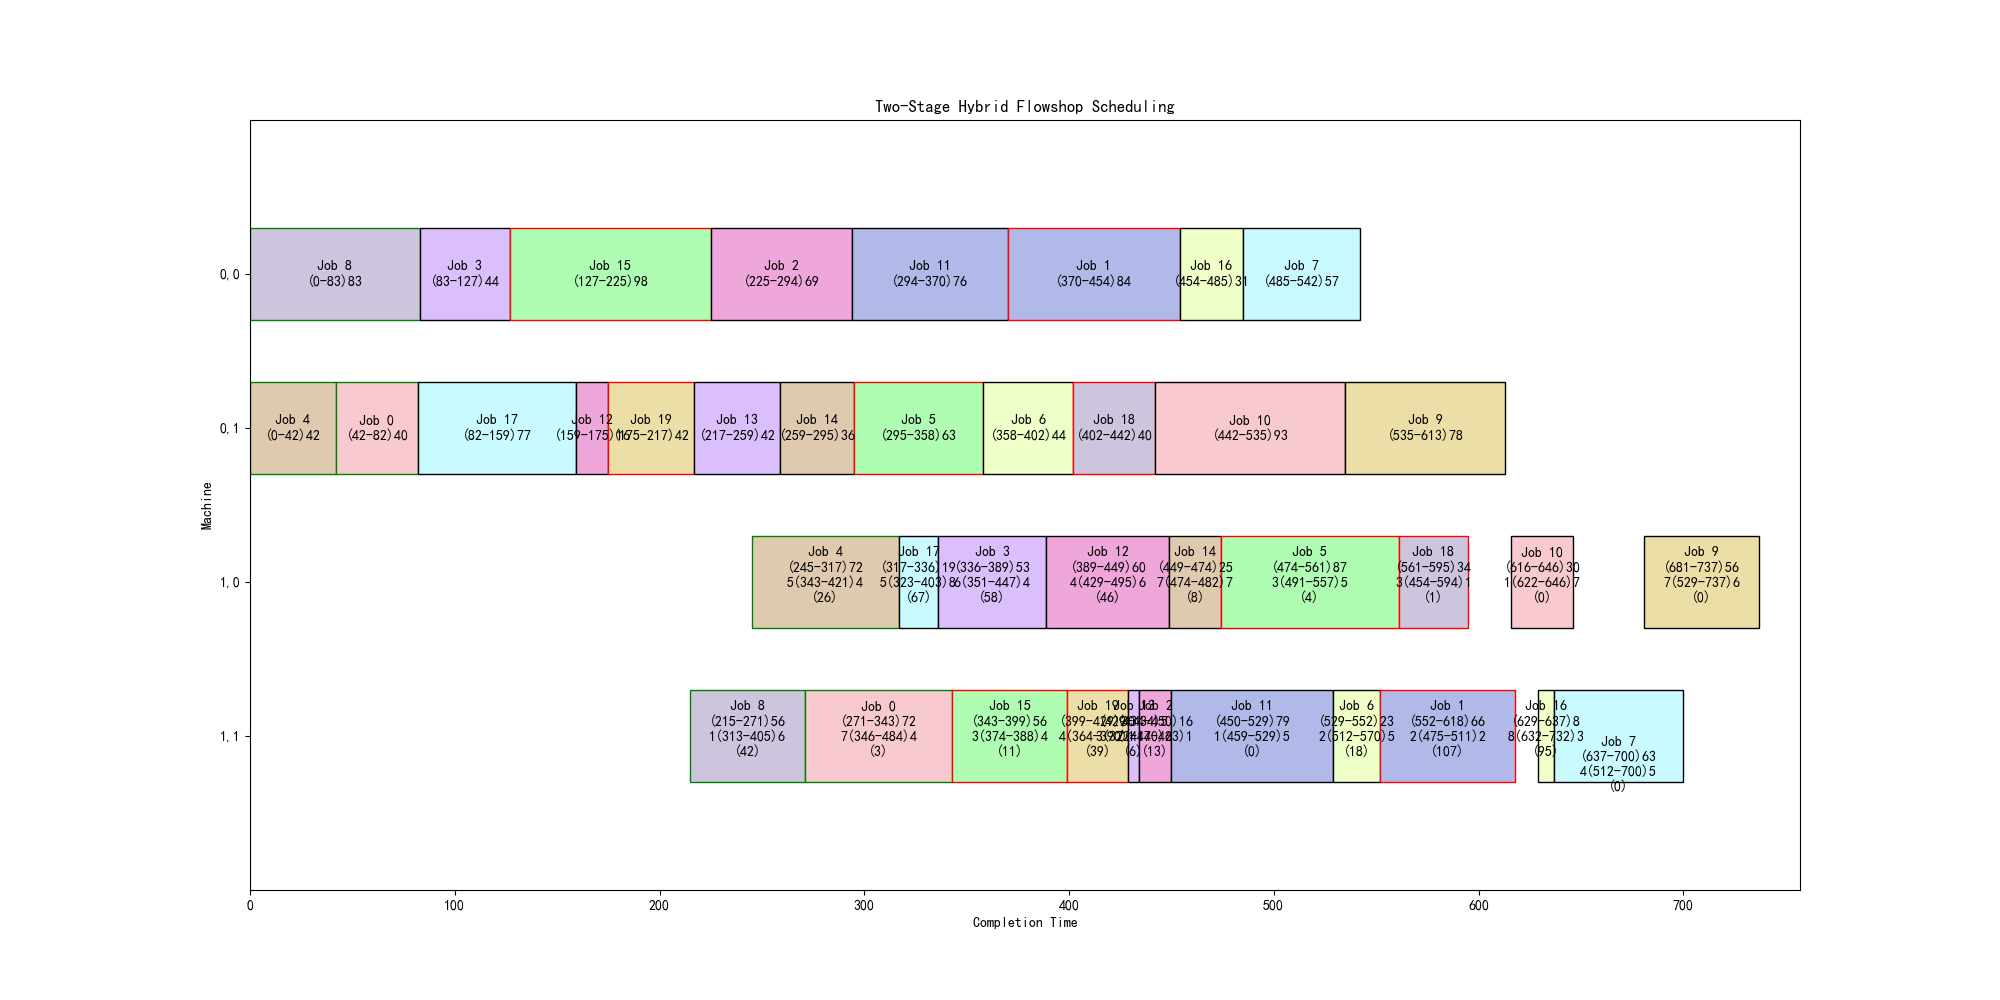 Two-Stage Hybrid Flowshop Scheduling
Machine
0,0
Job 8
(0-83)83
Job 3
(83-127)44
Job 15
(127-225)98
Job 2
(225-294)69
Job 11
(294-370)76
Job 1
(370-454)84
Job 16
(454-485)31
Job 7
(485-542)57
0,1
Job 4
(0-42)42
Job 0
(42-82)40
Job 17
(82-159)77
Job 12
(159-175)16
Job 19
(175-217)42
Job 13
(217-259)42
Job 14
(259-295)36
Job 5
(295-358)63
Job 6
(358-402)44
Job 18
(402-442)40
Job 10
(442-535)93
Job 9
(535-613)78
1,0
Job 4
(245-317)72
5(343-421)4
(26)
Job 17
(317-336)19
5(323-403)8
(67)
Job 3
(336-389)53
6(351-447)4
(58)
Job 12
(389-449)60
4(429-495)6
(46)
Job 14
(449-474)25
7(474-482)7
(8)
Job 5
(474-561)87
3(491-557)5
(4)
Job 18
(561-595)34
3(454-594)1
(1)
Job 10
(616-646)30
1(622-646)7
(0)
Job 9
(681-737)56
7(529-737)6
(0)
1,1
Job 8
(215-271)56
1(313-405)6
(42)
Job 0
(271-343)72
7(346-484)4
(3)
Job 15
(343-399)56
3(374-388)4
(11)
Job 19
(39)
Job 13
(6)
Job 2
(13)
Job 11
(450-529)79
1(459-529)5
(0)
Job 6
(529-552)23
2(512-570)5
(18)
Job 1
(552-618)66
2(475-511)2
(107)
Job 16
(629-637)8
8(632-732)3
(95)
Job 7
(637-700)63
4(512-700)5
(0)
0
100
200
300
400
500
600
700
Completion Time